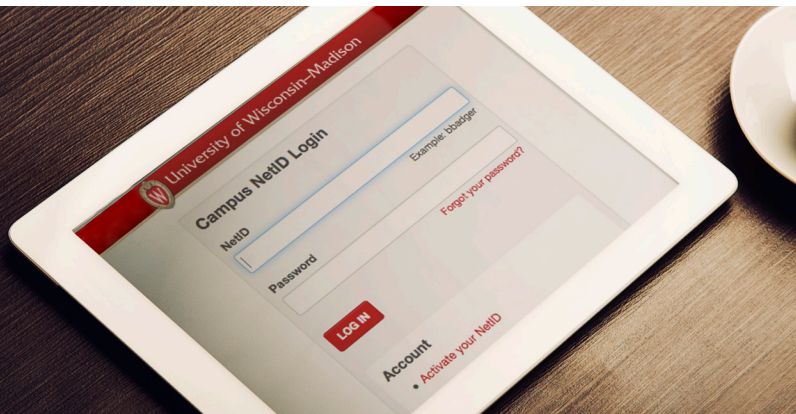 W University of Wisconsin–Madison
Campus NetID Login
NetID
Example: bbadger
Password
Forgot your password?
LOG IN
Account
• Activate your NetID